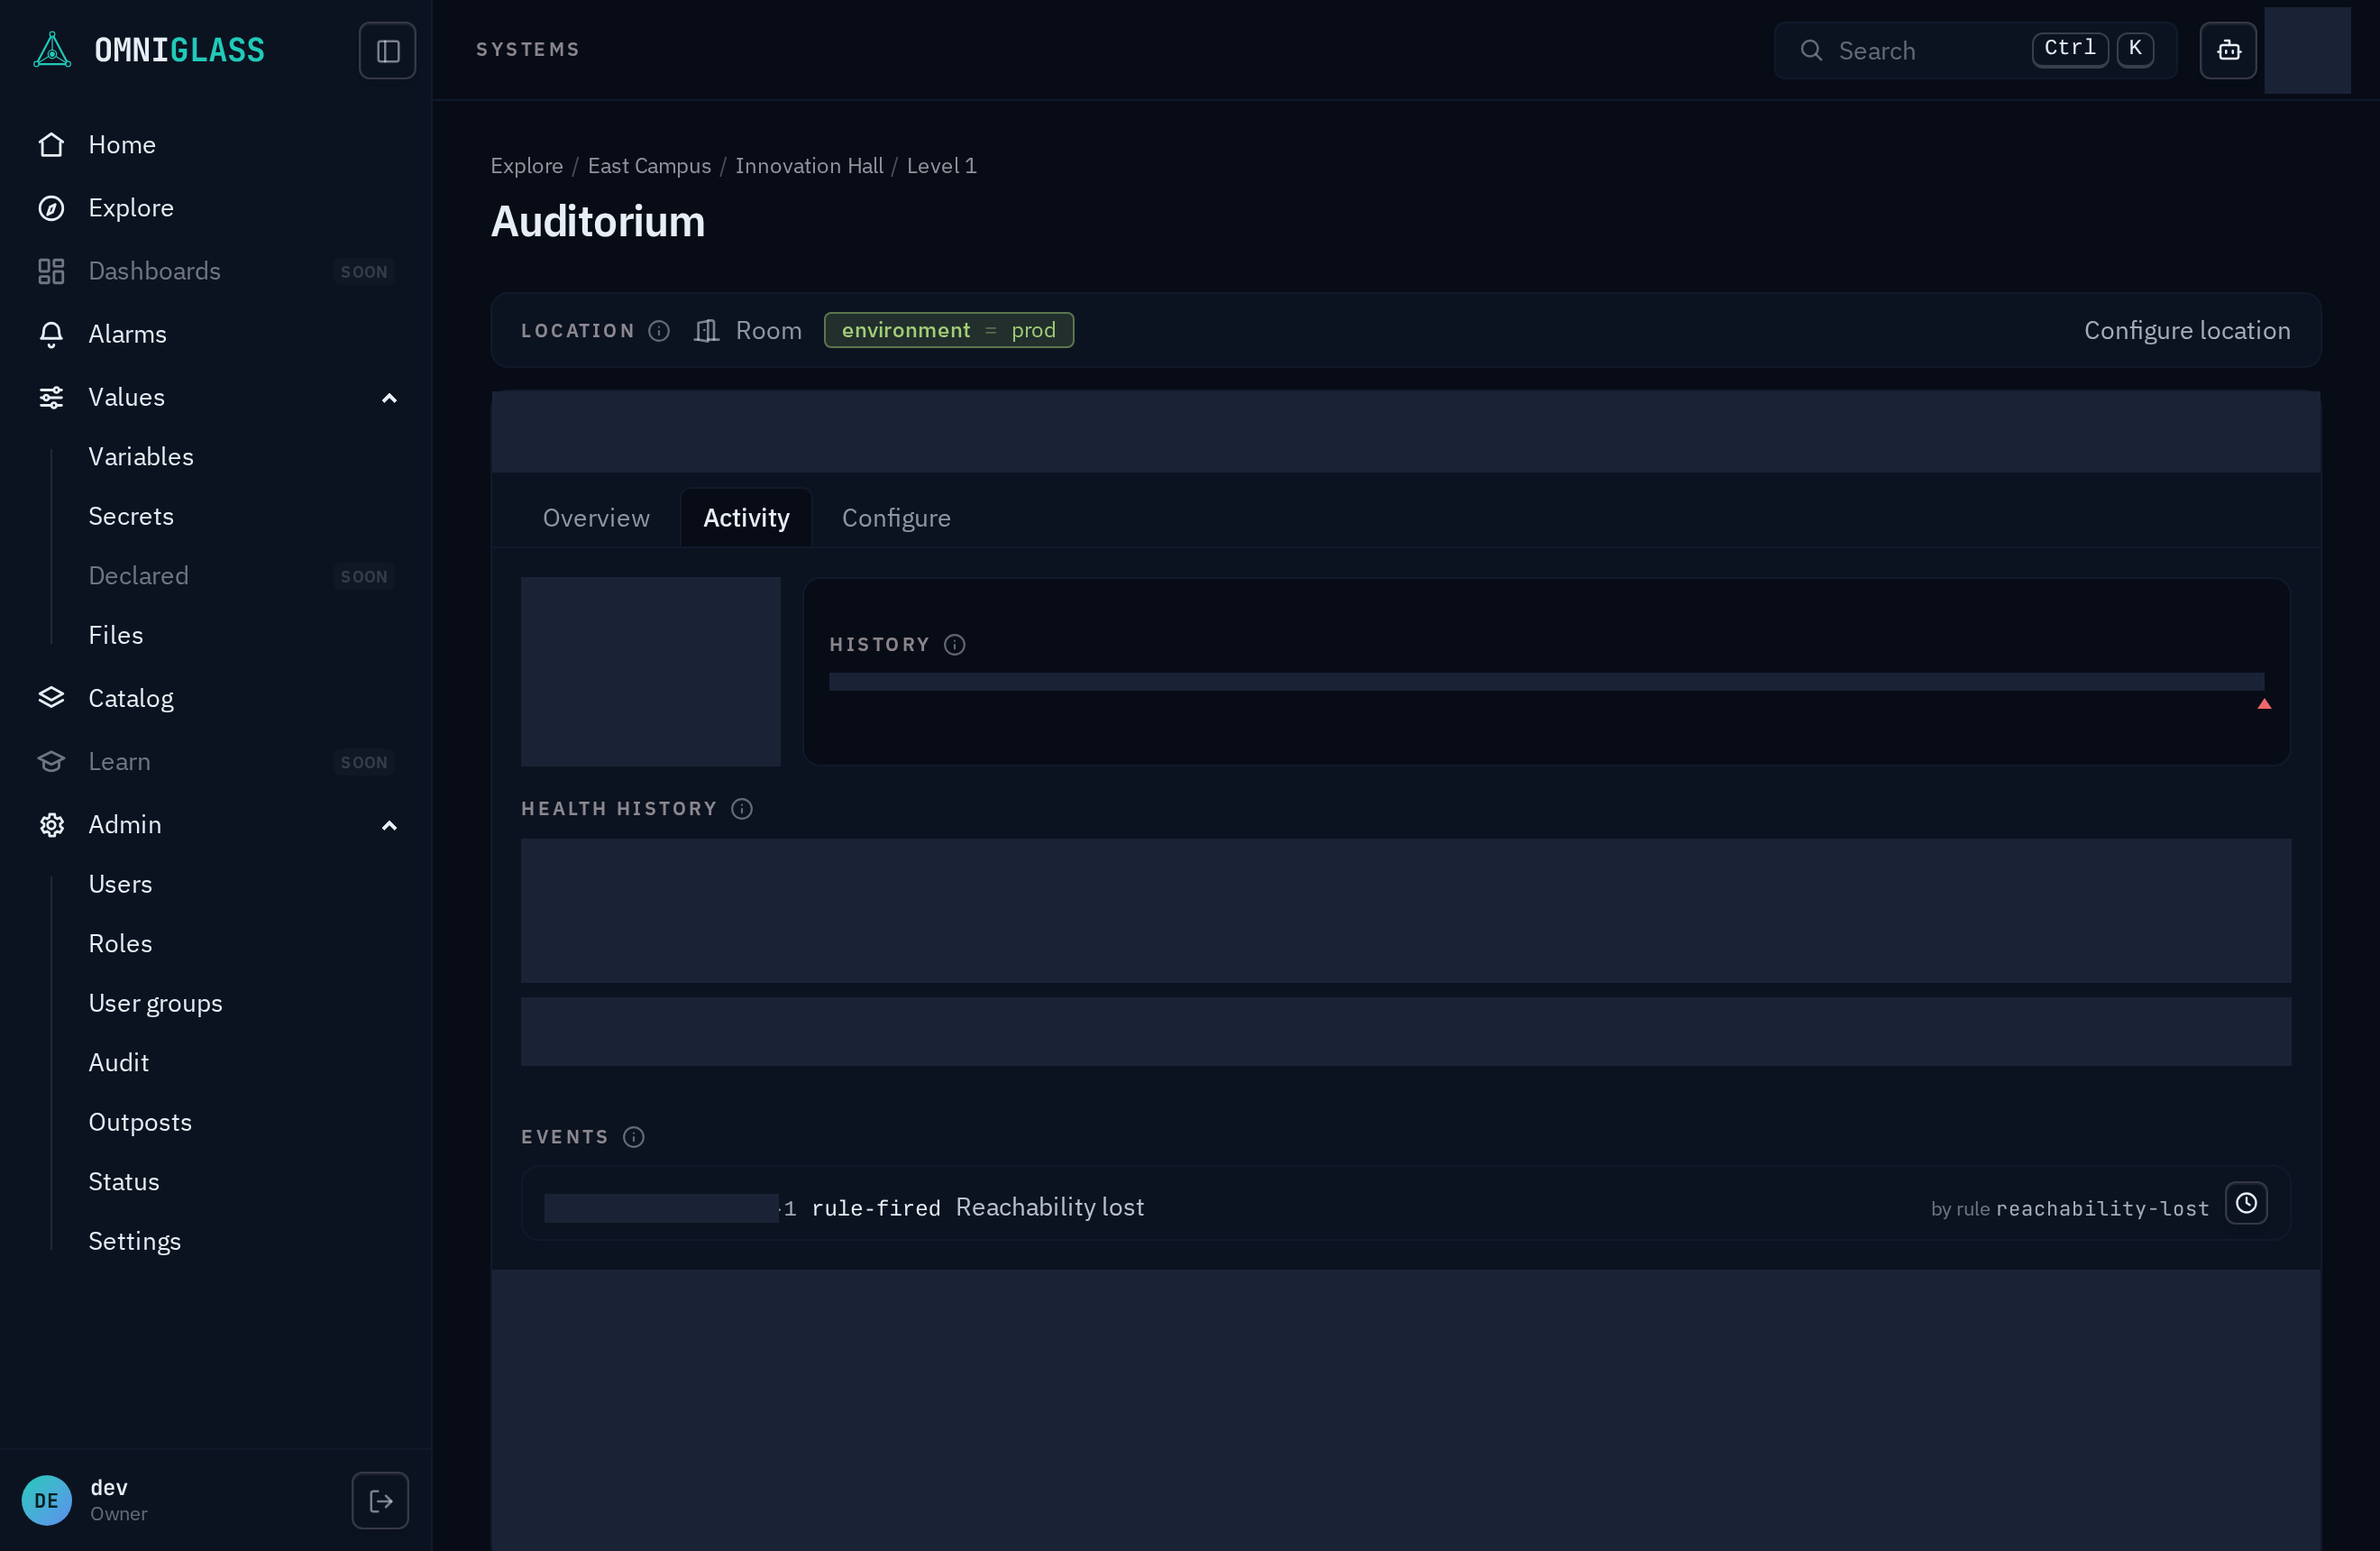 OMNIGLASS
SYSTEMS
Search Ctrl K
Home
Explore
Dashboards SOON
Alarms
Values
Variables
Secrets
Declared SOON
Files
Catalog
Learn SOON
Admin
Users
Roles
User groups
Audit
Outposts
Status
Settings
DE dev
Owner
Explore / East Campus / Innovation Hall / Level 1
Auditorium
LOCATION Room environment = prod Configure location
Overview Activity Configure
HISTORY
HEALTH HISTORY
EVENTS
1 rule-fired Reachability lost by rule reachability-lost